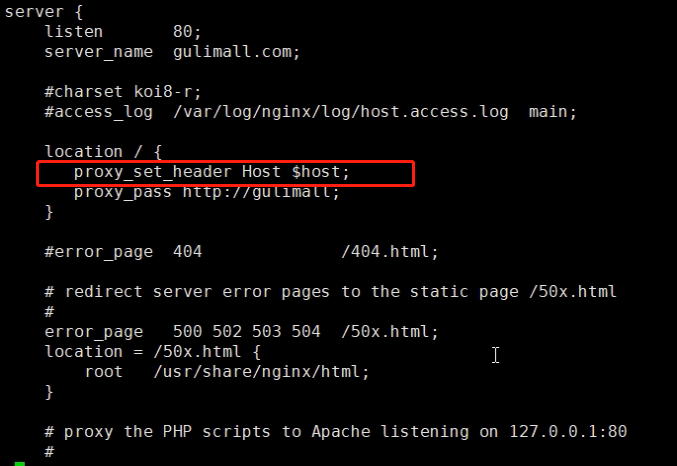 server {
    listen       80;
    server_name  gulimall.com;
    #charset koi8-r;
    #access_log  /var/log/nginx/log/host.access.log  main;
    location / {
       proxy_set_header Host $host;
       proxy_pass http://gulimall;
    }
    #error_page  404              /404.html;
    # redirect server error pages to the static page /50x.html
    #
    error_page   500 502 503 504  /50x.html;
    location = /50x.html {
        root   /usr/share/nginx/html;
    }
    # proxy the PHP scripts to Apache listening on 127.0.0.1:80
    #